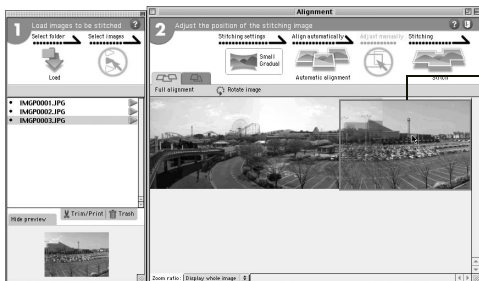 1 Load images to be stitched ?
Select folder Select images
Load
• IMGP0001.JPG
• IMGP0002.JPG
• IMGP0003.JPG
Hide preview Trim/Print Trash
Alignment
2 Adjust the position of the stitching image ?
Stitching settings Align automatically Adjust manually Stitching
Small
Gradual
Automatic alignment Stitch
Full alignment Rotate image
Zoom ratio: Display whole image